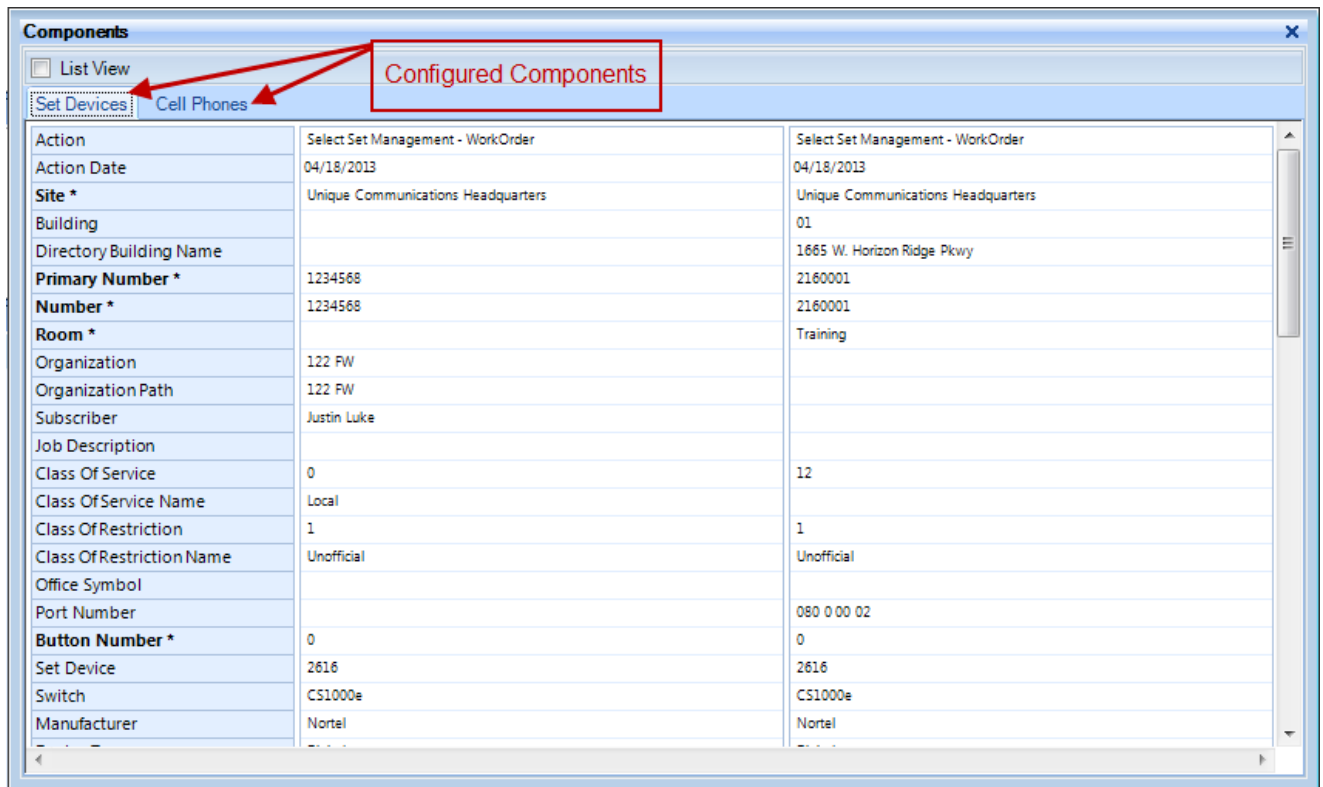 Components
List View
Configured Components
Set Devices Cell Phones
Action Select Set Management - WorkOrder Select Set Management - WorkOrder
Action Date 04/18/2013 04/18/2013
Site * Unique Communications Headquarters Unique Communications Headquarters
Building 01
Directory Building Name 1665 W. Horizon Ridge Pkwy
Primary Number * 1234568 2160001
Number * 1234568 2160001
Room * Training
Organization 122 FW
Organization Path 122 FW
Subscriber Justin Luke
Job Description
Class Of Service 0 12
Class Of Service Name Local
Class Of Restriction 1 1
Class Of Restriction Name Unofficial Unofficial
Office Symbol
Port Number 080 0 00 02
Button Number * 0 0
Set Device 2616 2616
Switch CS1000e CS1000e
Manufacturer Nortel Nortel